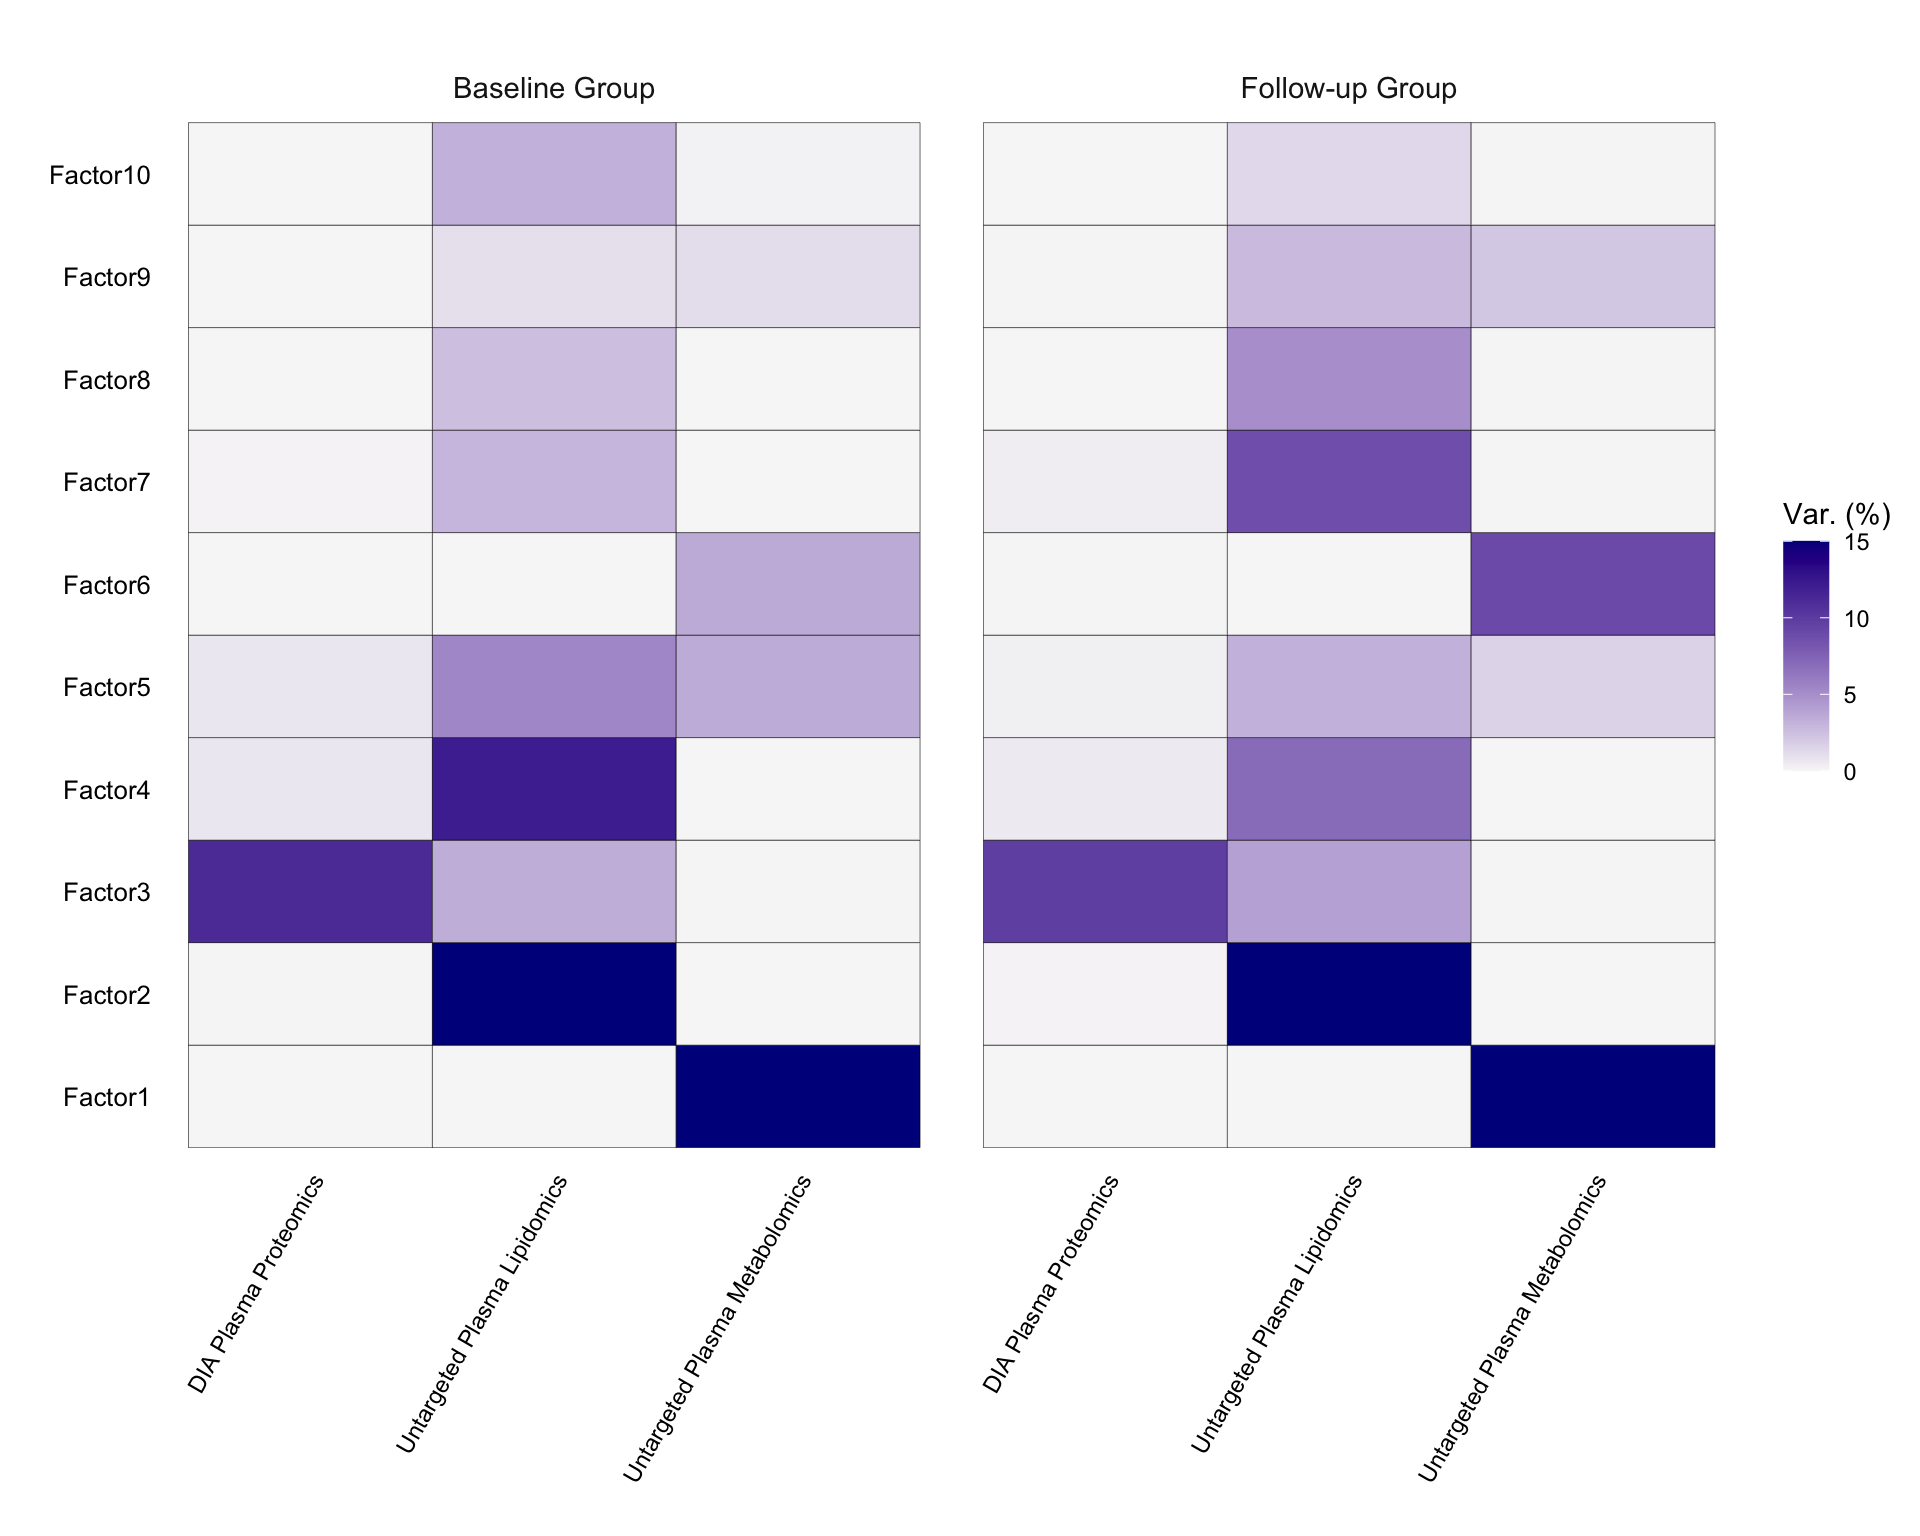 Baseline Group
Follow-up Group
Factor10
Factor9
Factor8
Factor7
Factor6
Factor5
Factor4
Factor3
Factor2
Factor1
Var. (%)
15
10
5
0
DIA Plasma Proteomics
Untargeted Plasma Lipidomics
Untargeted Plasma Metabolomics
DIA Plasma Proteomics
Untargeted Plasma Lipidomics
Untargeted Plasma Metabolomics